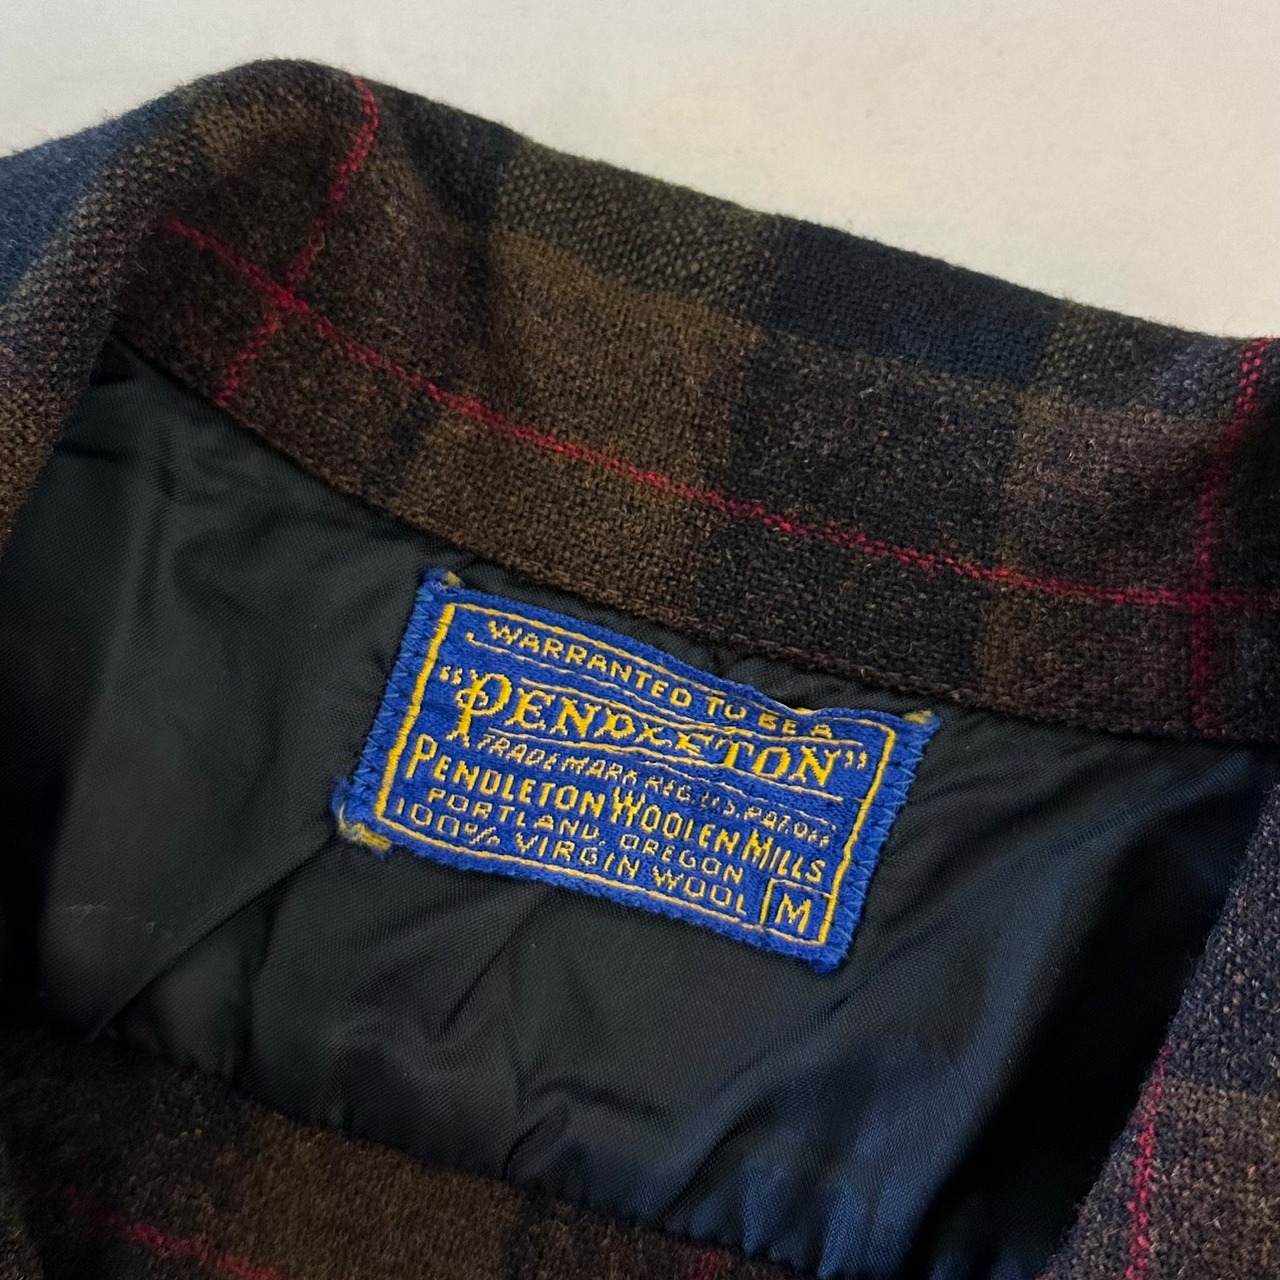 WARRANTED TO BE A
"PENDLETON"
TRADE MARK REG. U.S. PAT. OFF
PENDLETON WOOLEN MILLS
PORTLAND, OREGON
100% VIRGIN WOOL
M